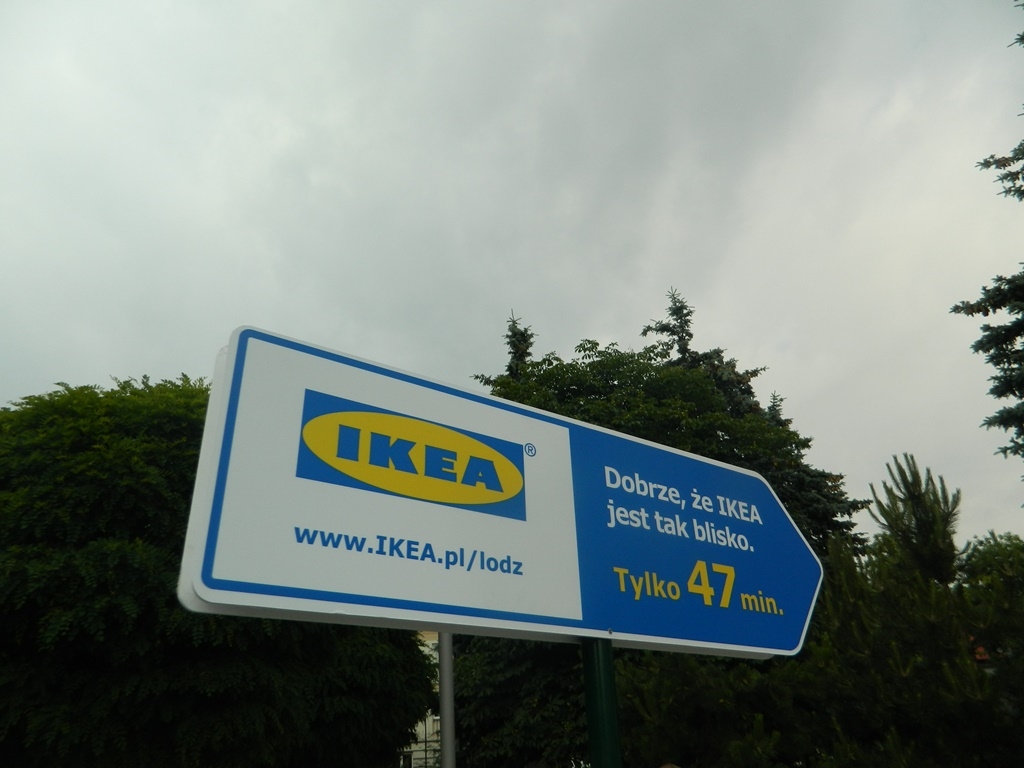 IKEA®
www.IKEA.pl/lodz
Dobrze, że IKEA
jest tak blisko.
Tylko 47 min.